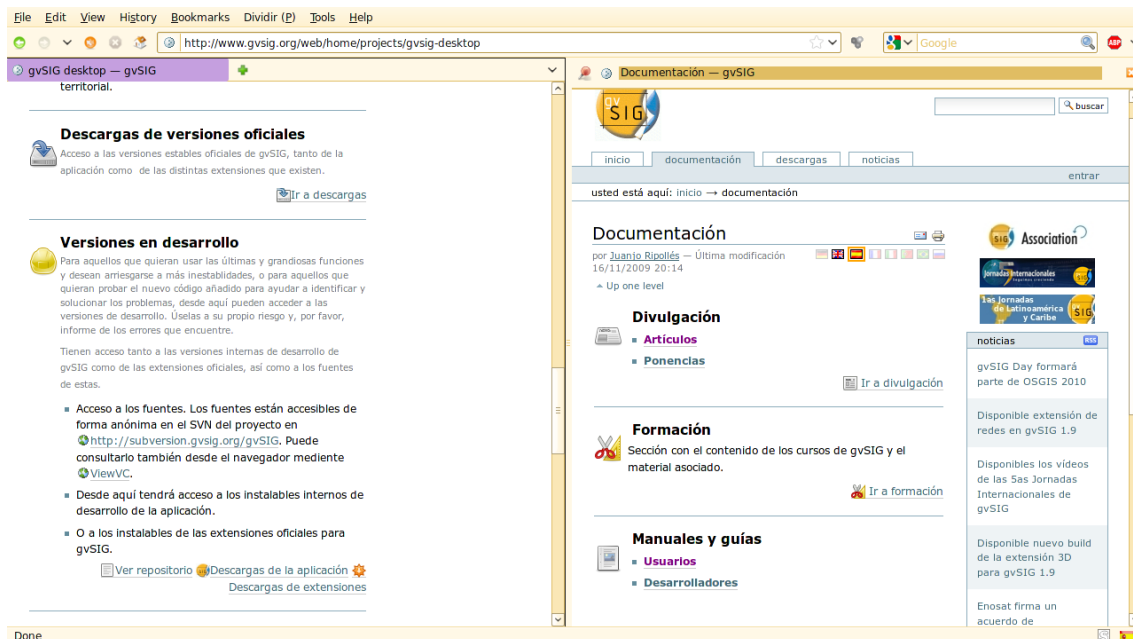 File Edit View History Bookmarks Dividir (P) Tools Help
http://www.gvsig.org/web/home/projects/gvsig-desktop
Google
ABP
gvSIG desktop — gvSIG
territorial.
Descargas de versiones oficiales
Acceso a las versiones estables oficiales de gvSIG, tanto de la
aplicación como de las distintas extensiones que existen.
Ir a descargas
Versiones en desarrollo
Para aquellos que quieran usar las últimas y grandiosas funciones
y desean arriesgarse a más inestablidades, o para aquellos que
quieran probar el nuevo código añadido para ayudar a identificar y
solucionar los problemas, desde aquí pueden acceder a las
versiones de desarrollo. Úselas a su propio riesgo y, por favor,
informe de los errores que encuentre.
Tienen acceso tanto a las versiones internas de desarrollo de
gvSIG como de las extensiones oficiales, así como a los fuentes
de estas.
Acceso a los fuentes. Los fuentes están accesibles de
forma anónima en el SVN del proyecto en
http://subversion.gvsig.org/gvSIG. Puede
consultarlo también desde el navegador mediante
ViewVC.
Desde aquí tendrá acceso a los instalables internos de
desarrollo de la aplicación.
O a los instalables de las extensiones oficiales para
gvSIG.
Ver repositorio Descargas de la aplicación
Descargas de extensiones
Documentación — gvSIG
gv
SIG
buscar
inicio documentación descargas noticias
entrar
usted está aquí: inicio → documentación
Documentación
por Juanjo Ripollés — Última modificación
16/11/2009 20:14
Up one level
Divulgación
Artículos
Ponencias
Ir a divulgación
Formación
Sección con el contenido de los cursos de gvSIG y el
material asociado.
Ir a formación
Manuales y guías
Usuarios
Desarrolladores
SIG Association
Jornadas Internacionales
1as Jornadas
de Latinoamérica
y Caribe
SIG
noticias RSS
gvSIG Day formará
parte de OSGIS 2010
Disponible extensión de
redes en gvSIG 1.9
Disponibles los vídeos
de las 5as Jornadas
Internacionales de
gvSIG
Disponible nuevo build
de la extensión 3D
para gvSIG 1.9
Enosat firma un
acuerdo de
Done